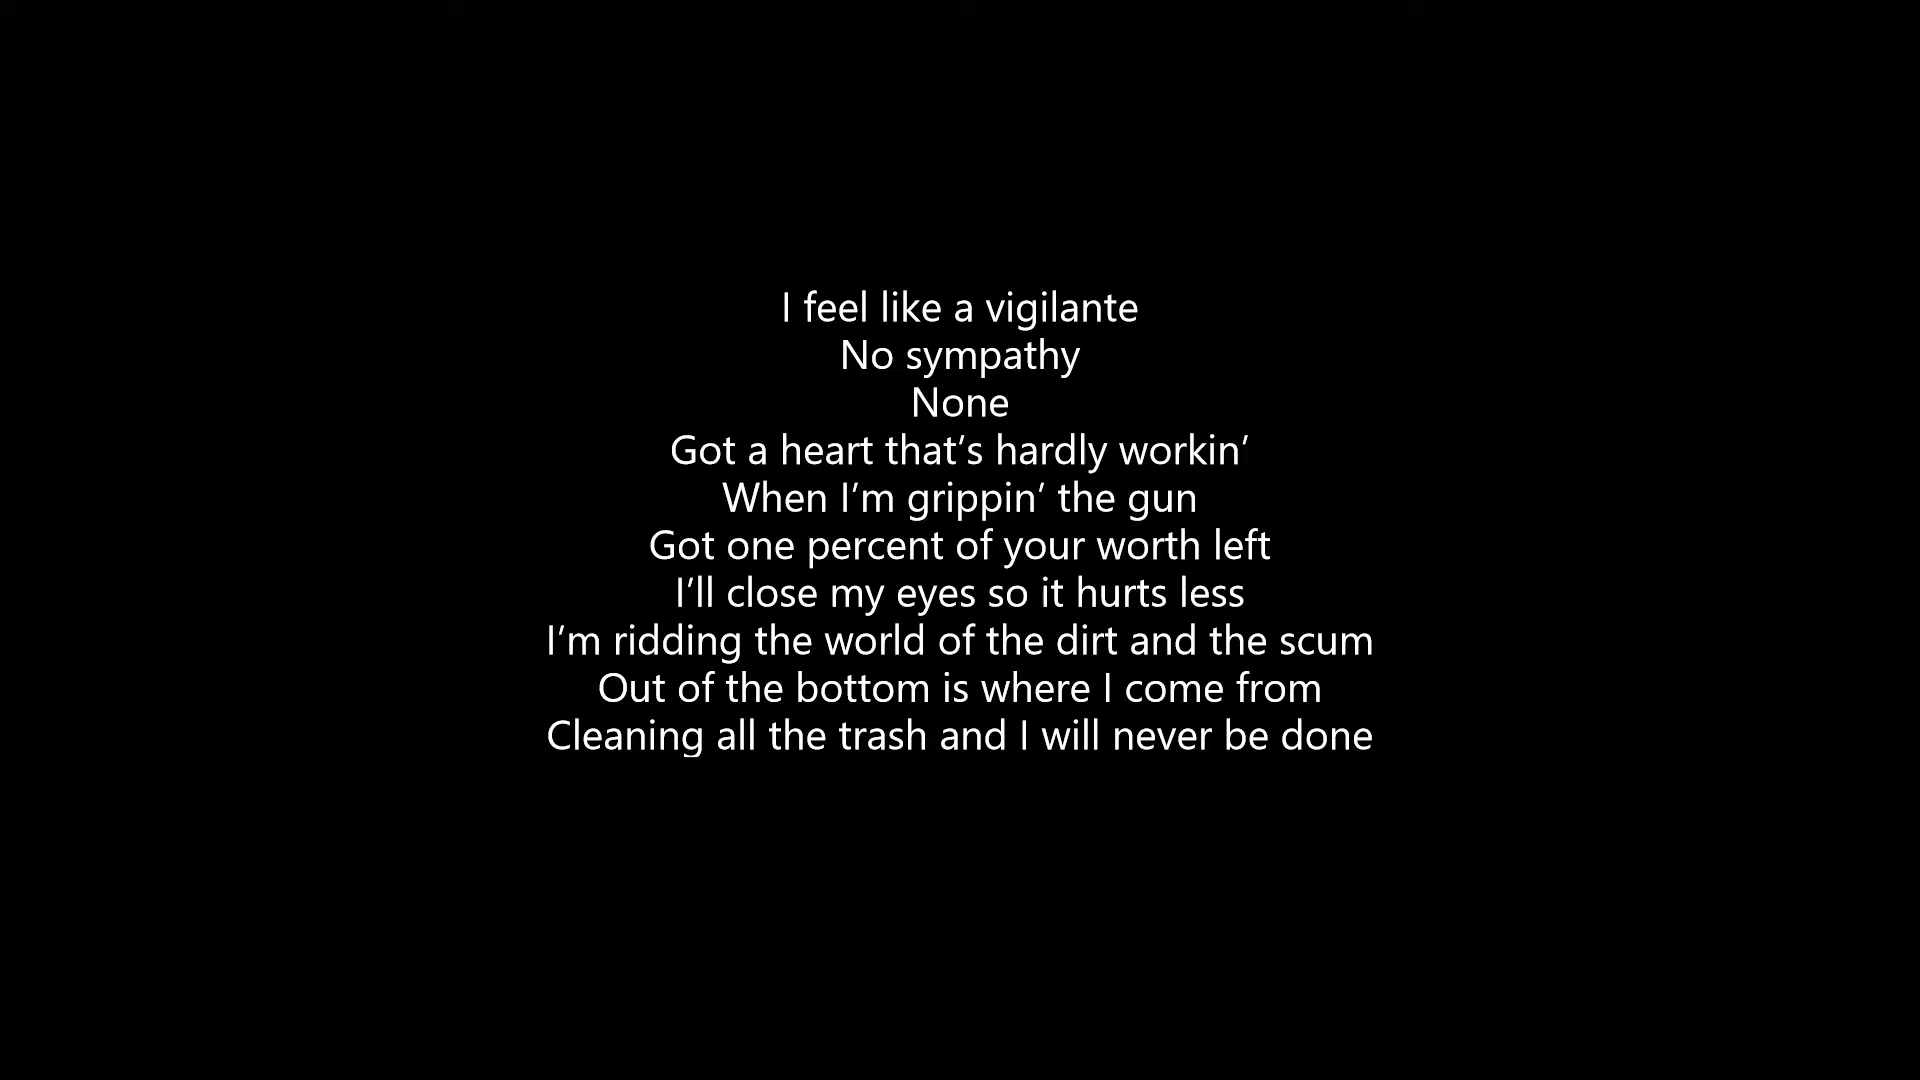 I feel like a vigilante
No sympathy
None
Got a heart that’s hardly workin’
When I’m grippin’ the gun
Got one percent of your worth left
I’ll close my eyes so it hurts less
I’m ridding the world of the dirt and the scum
Out of the bottom is where I come from
Cleaning all the trash and I will never be done